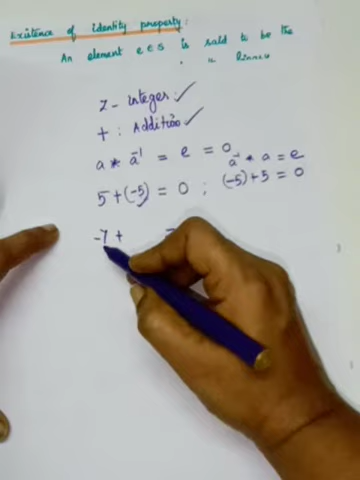 Existence of identity property:
An element e ∈ S is said to be the
Z - Integer ✓
+ : Addition ✓
a * a⁻¹ = e = 0
a⁻¹ * a = e
5 + (-5) = 0 ; (-5) + 5 = 0
-7 +